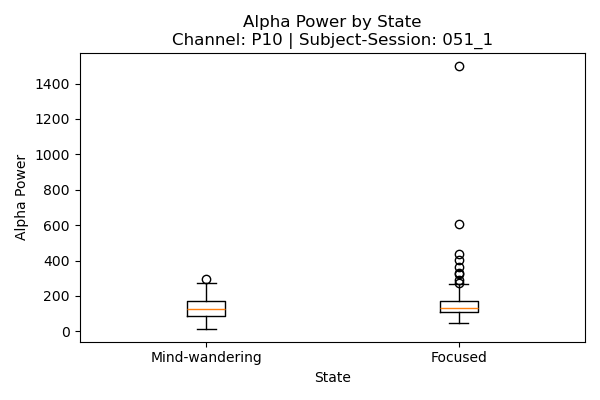 Alpha Power by State
Channel: P10 | Subject-Session: 051_1
1400
1200
1000
800
600
400
200
0
Alpha Power
Mind-wandering
Focused
State